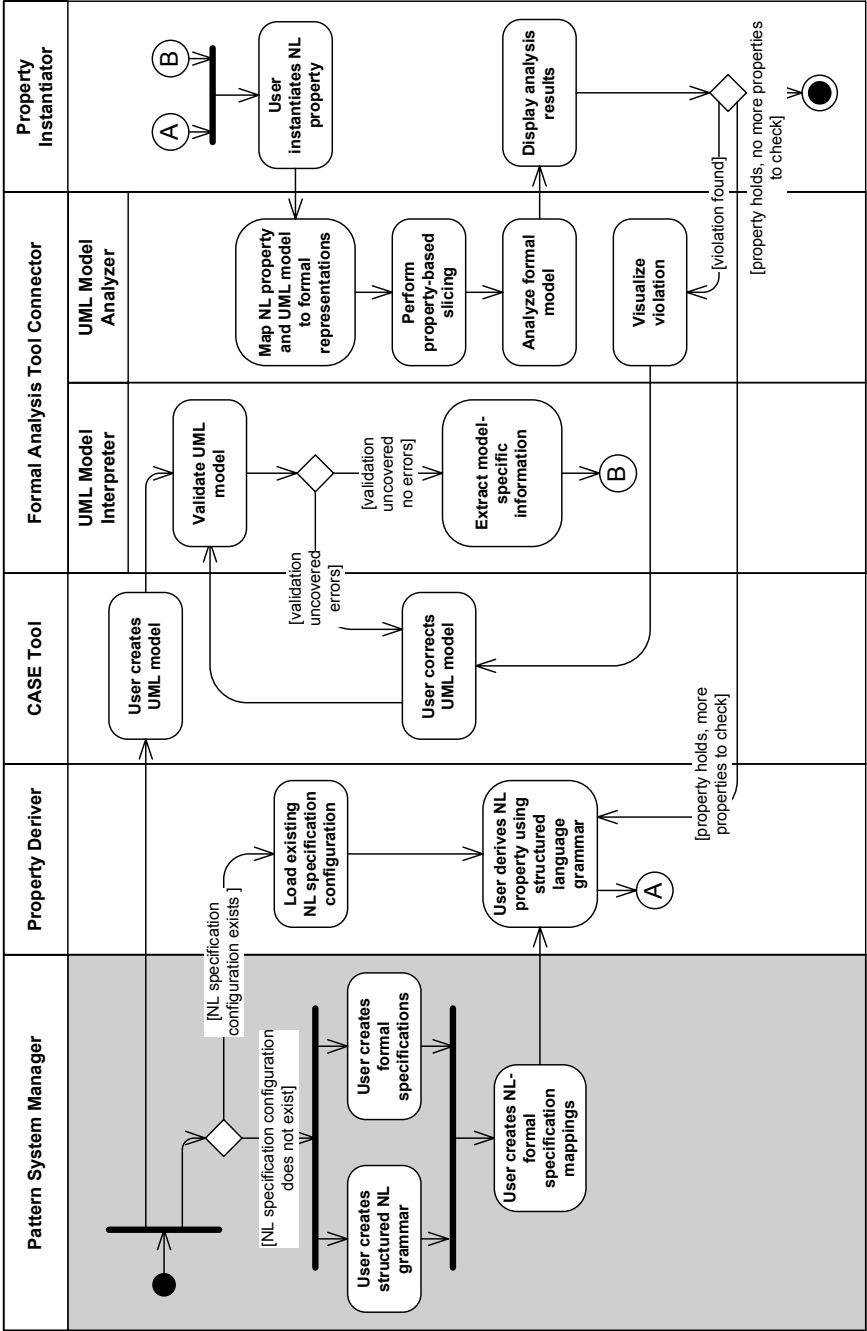 Pattern System Manager
Property Deriver
CASE Tool
Formal Analysis Tool Connector
UML Model
Interpreter
UML Model
Analyzer
Property
Instantiator
[NL specification
configuration exists ]
[NL specification configuration
does not exist]
User creates
structured NL
grammar
User creates
formal
specifications
User creates NL-
formal
specification
mappings
Load existing
NL specification
configuration
User derives NL
property using
structured
language
grammar
A
[property holds, more
properties to check]
User creates
UML model
User corrects
UML model
[validation
uncovered
errors]
Validate UML
model
[validation
uncovered
no errors]
Extract model-
specific
information
B
Map NL property
and UML model
to formal
representations
Perform
property-based
slicing
Analyze formal
model
Visualize
violation
[violation found]
A
B
User
instantiates NL
property
Display analysis
results
[property holds, no more properties
to check]